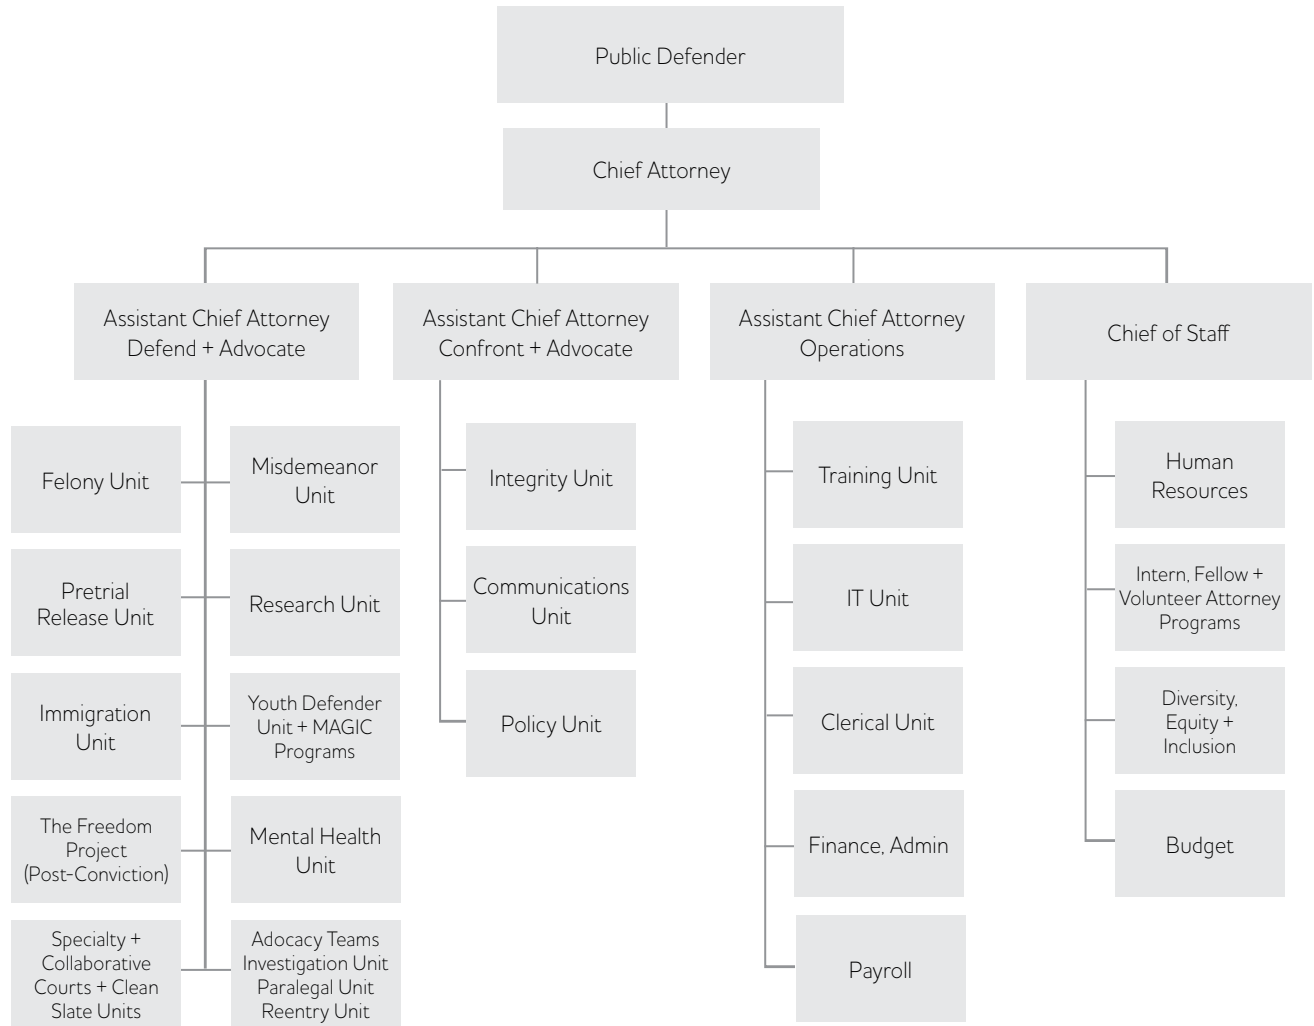 Public Defender
Chief Attorney
Assistant Chief Attorney
Defend + Advocate
Assistant Chief Attorney
Confront + Advocate
Assistant Chief Attorney
Operations
Chief of Staff
Felony Unit
Misdemeanor
Unit
Pretrial
Release Unit
Research Unit
Immigration
Unit
Youth Defender
Unit + MAGIC
Programs
The Freedom
Project
(Post-Conviction)
Mental Health
Unit
Specialty +
Collaborative
Courts + Clean
Slate Units
Adocacy Teams
Investigation Unit
Paralegal Unit
Reentry Unit
Integrity Unit
Communications
Unit
Policy Unit
Training Unit
IT Unit
Clerical Unit
Finance, Admin
Payroll
Human
Resources
Intern, Fellow +
Volunteer Attorney
Programs
Diversity,
Equity +
Inclusion
Budget